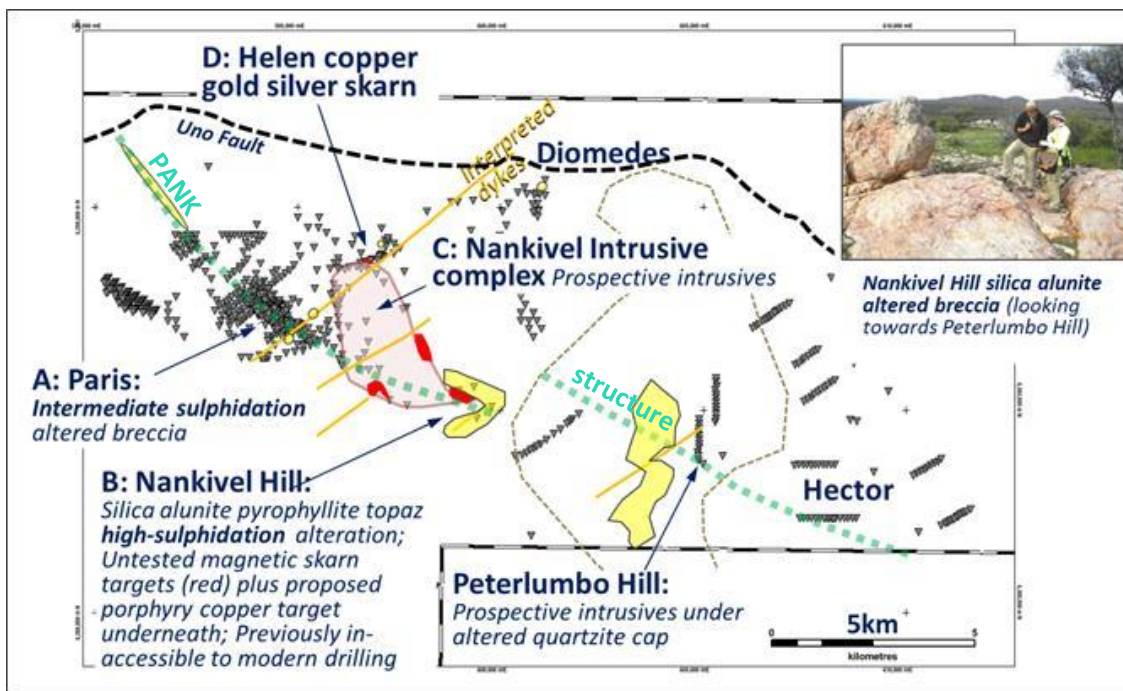 D: Helen copper
gold silver skarn
Uno Fault
PANK
Interpreted
dykes
Diomedes
C: Nankivel Intrusive
complex Prospective intrusives
Nankivel Hill silica alunite
altered breccia (looking
towards Peterlumbo Hill)
A: Paris:
Intermediate sulphidation
altered breccia
structure
B: Nankivel Hill:
Silica alunite pyrophyllite topaz
high-sulphidation alteration;
Untested magnetic skarn
targets (red) plus proposed
porphyry copper target
underneath; Previously in-
accessible to modern drilling
Hector
Peterlumbo Hill:
Prospective intrusives under
altered quartzite cap
5km
0 5
kilometres